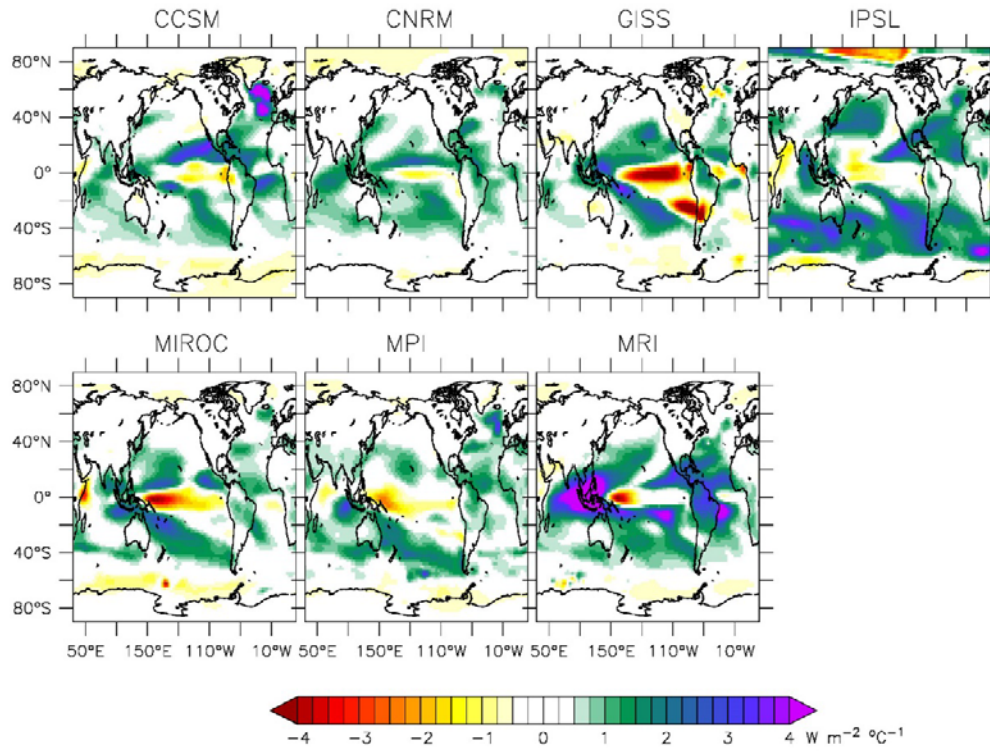 CCSM CNRM GISS IPSL
80°N
40°N
0°
40°S
80°S
MIROC MPI MRI
80°N
40°N
0°
40°S
80°S
50°E 150°E 110°W 10°W 50°E 150°E 110°W 10°W 50°E 150°E 110°W 10°W
-4 -3 -2 -1 0 1 2 3 4 W m⁻² °C⁻¹